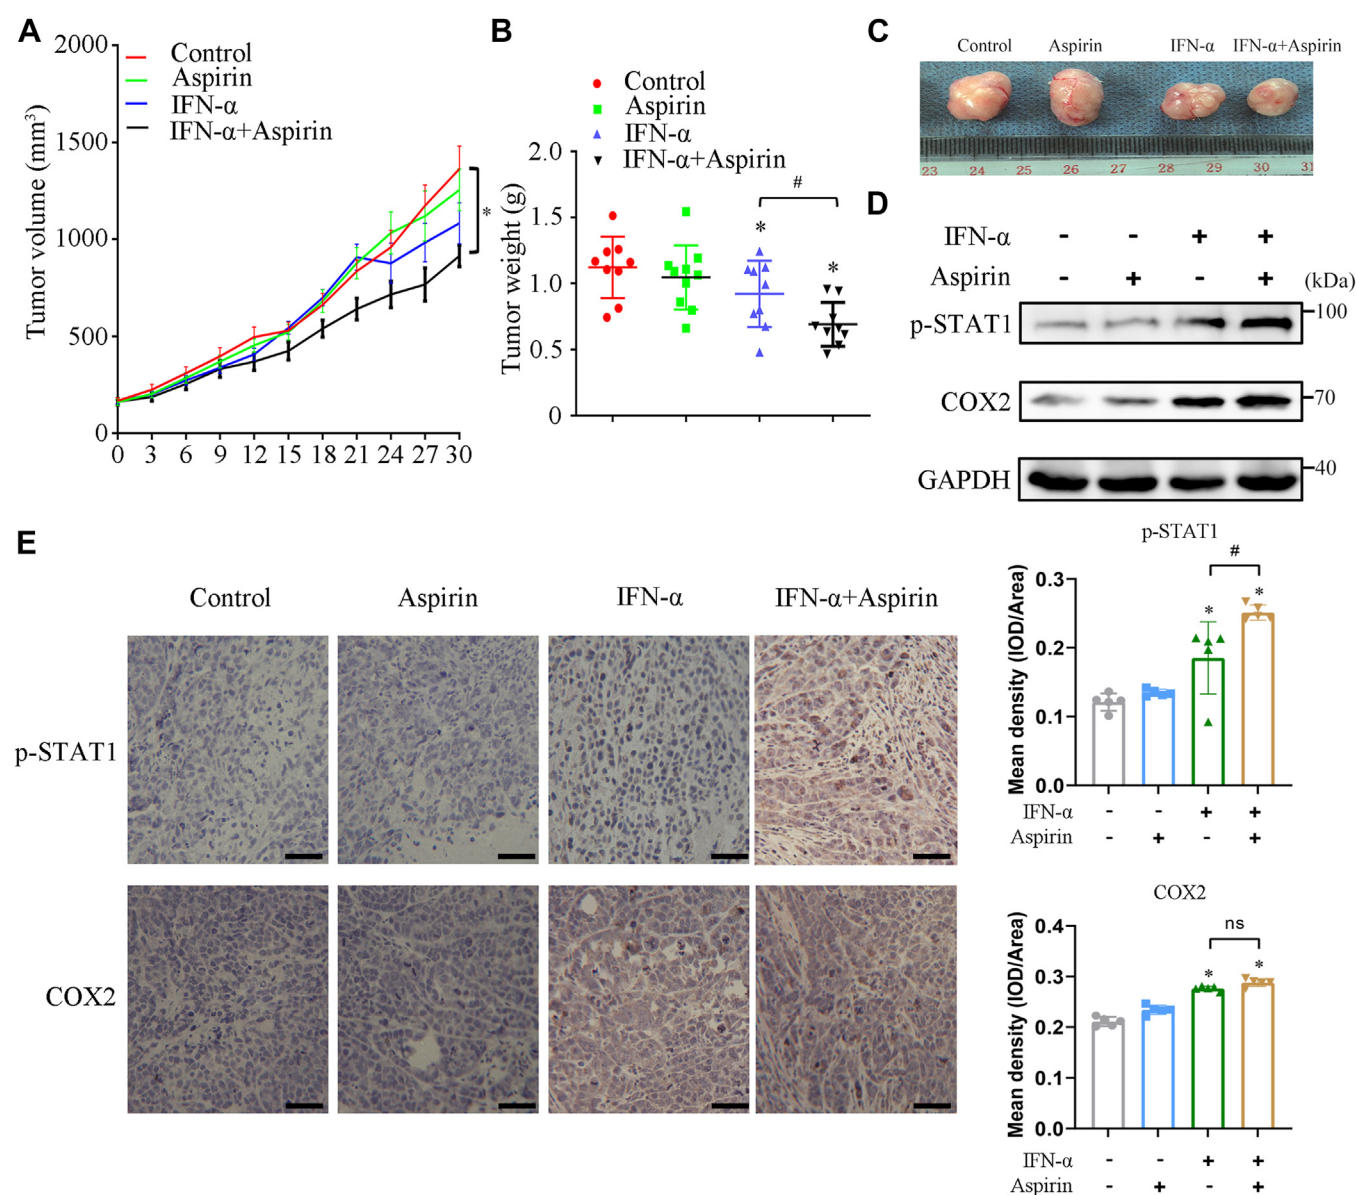 A
2000
1500
1000
500
0
Tumor volume (mm³)
Control
Aspirin
IFN-α
IFN-α+Aspirin
*
0 3 6 9 12 15 18 21 24 27 30
B
Control
Aspirin
IFN-α
IFN-α+Aspirin
2.0
1.5
1.0
0.5
0
Tumor weight (g)
#
*
*
C
Control Aspirin IFN-α IFN-α+Aspirin
23 24 25 26 27 28 29 30 31
D
IFN-α - - + +
Aspirin - + - + (kDa)
p-STAT1 100
COX2 70
GAPDH 40
E
Control Aspirin IFN-α IFN-α+Aspirin
p-STAT1
COX2
p-STAT1
#
* *
0.3
0.2
0.1
0.0
Mean density (IOD/Area)
IFN-α - - + +
Aspirin - + - +
COX2
ns
* *
0.4
0.3
0.2
0.1
0.0
Mean density (IOD/Area)
IFN-α - - + +
Aspirin - + - +